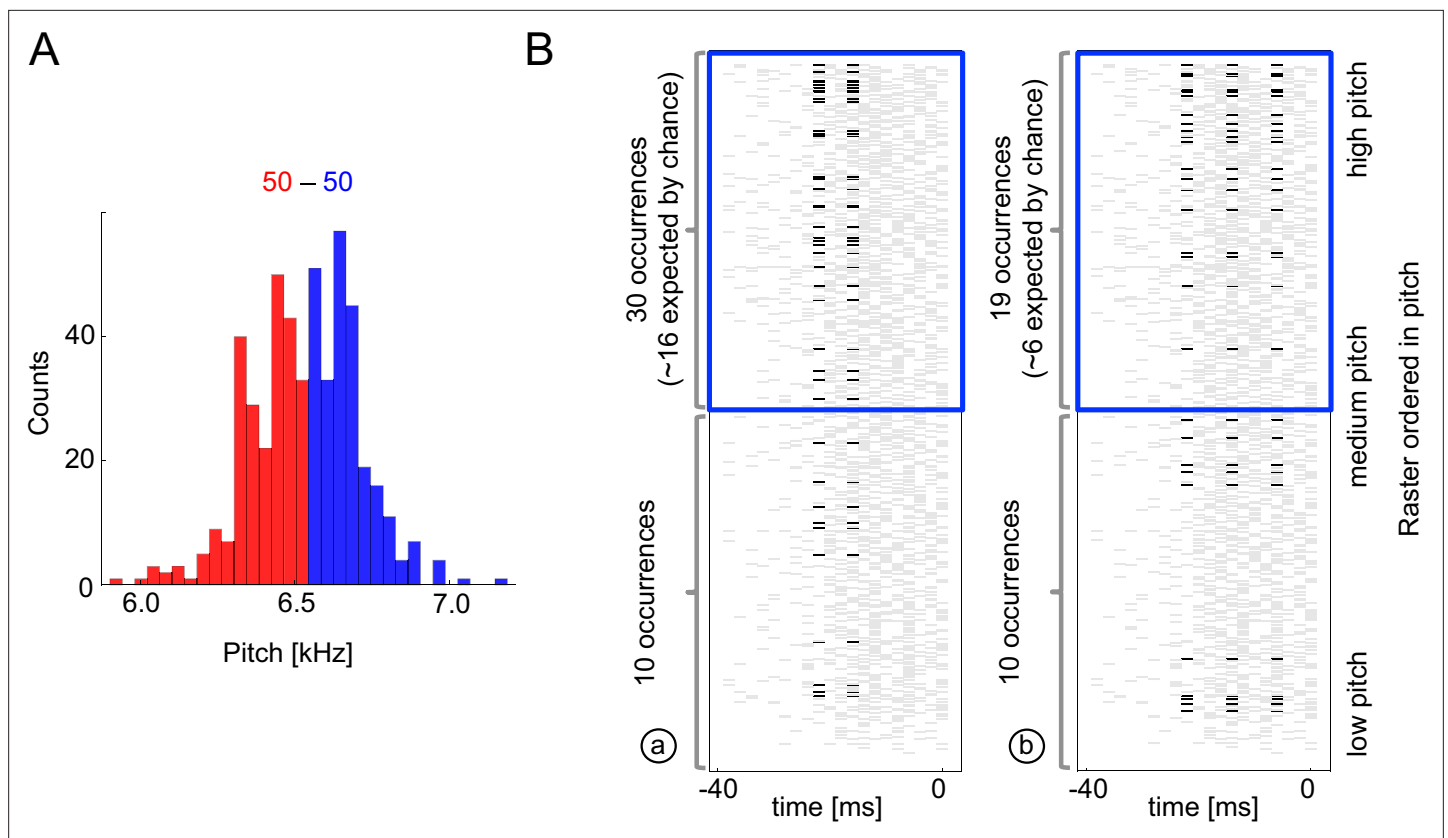 A
50 – 50
Counts
40
20
0
6.0
6.5
7.0
Pitch [kHz]
B
30 occurrences
(~16 expected by chance)
10 occurrences
a
-40
0
time [ms]
19 occurrences
(~6 expected by chance)
10 occurrences
b
-40
0
time [ms]
high pitch
medium pitch
low pitch
Raster ordered in pitch